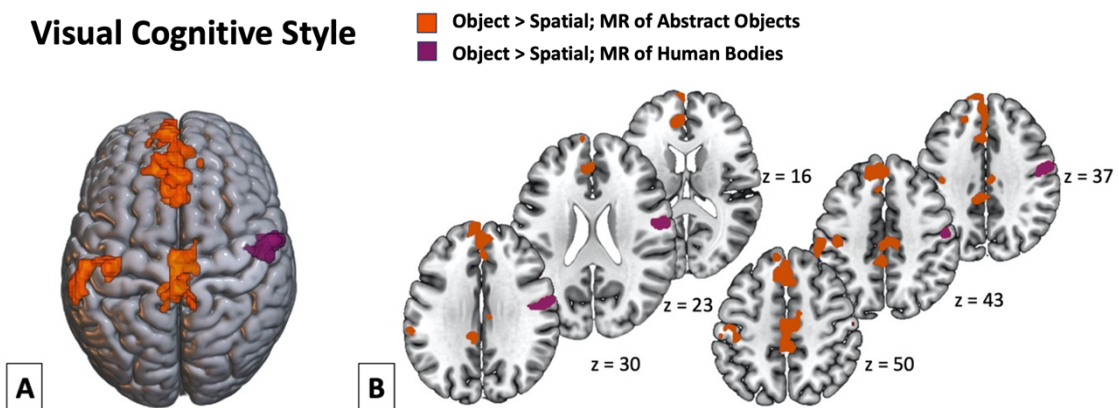 Visual Cognitive Style
Object > Spatial; MR of Abstract Objects
Object > Spatial; MR of Human Bodies
z = 16
z = 37
z = 23
z = 43
z = 30
z = 50
A
B